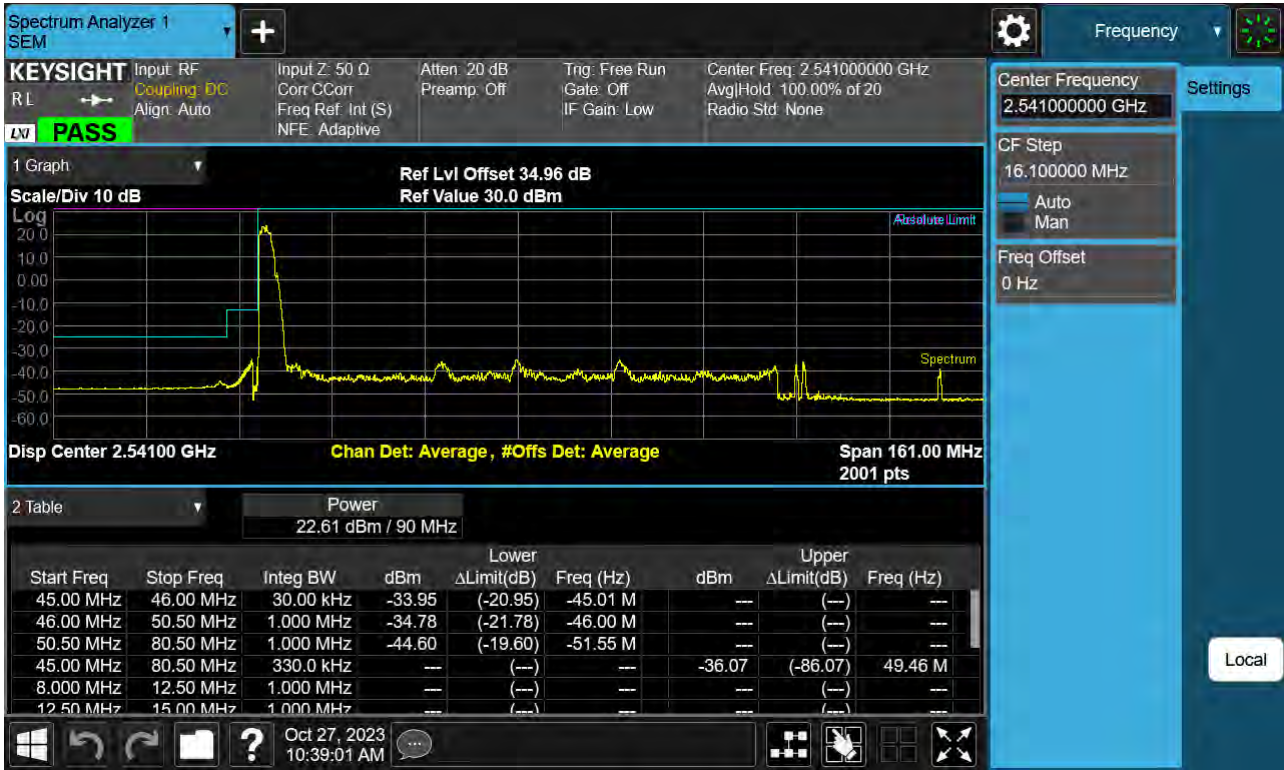 Spectrum Analyzer 1
SEM
Frequency
KEYSIGHT
RL
LXI
PASS
Input: RF
Coupling: DC
Align: Auto
Input Z: 50 Ω
Corr CCorr
Freq Ref: Int (S)
NFE: Adaptive
Atten: 20 dB
Preamp: Off
Trig: Free Run
Gate: Off
IF Gain: Low
Center Freq: 2.541000000 GHz
Avg|Hold: 100.00% of 20
Radio Std: None
Center Frequency
2.541000000 GHz
Settings
CF Step
16.100000 MHz
Auto
Man
Freq Offset
0 Hz
1 Graph
Scale/Div 10 dB
Ref Lvl Offset 34.96 dB
Ref Value 30.0 dBm
Log
20.0
10.0
0.00
-10.0
-20.0
-30.0
-40.0
-50.0
-60.0
Absolute Limit
Spectrum
Disp Center 2.54100 GHz
Chan Det: Average , #Offs Det: Average
Span 161.00 MHz
2001 pts
2 Table
Power
22.61 dBm / 90 MHz
Lower Upper
Start Freq Stop Freq Integ BW dBm ΔLimit(dB) Freq (Hz) dBm ΔLimit(dB) Freq (Hz)
45.00 MHz 46.00 MHz 30.00 kHz -33.95 (-20.95) -45.01 M --- (---) ---
46.00 MHz 50.50 MHz 1.000 MHz -34.78 (-21.78) -46.00 M --- (---) ---
50.50 MHz 80.50 MHz 1.000 MHz -44.60 (-19.60) -51.55 M --- (---) ---
45.00 MHz 80.50 MHz 330.0 kHz --- (---) --- -36.07 (-86.07) 49.46 M
8.000 MHz 12.50 MHz 1.000 MHz --- (---) --- --- (---) ---
12.50 MHz 15.00 MHz 1.000 MHz --- (---) --- --- (---) ---
Local
?
Oct 27, 2023
10:39:01 AM